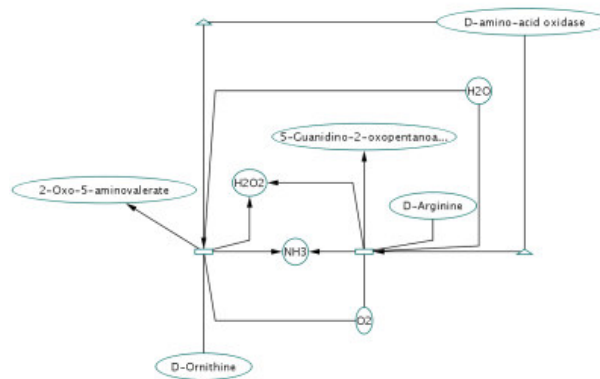 D-amino-acid oxidase
H2O
5-Guanidino-2-oxopentanoa...
2-Oxo-5-aminovalerate
H2O2
D-Arginine
NH3
O2
D-Ornithine